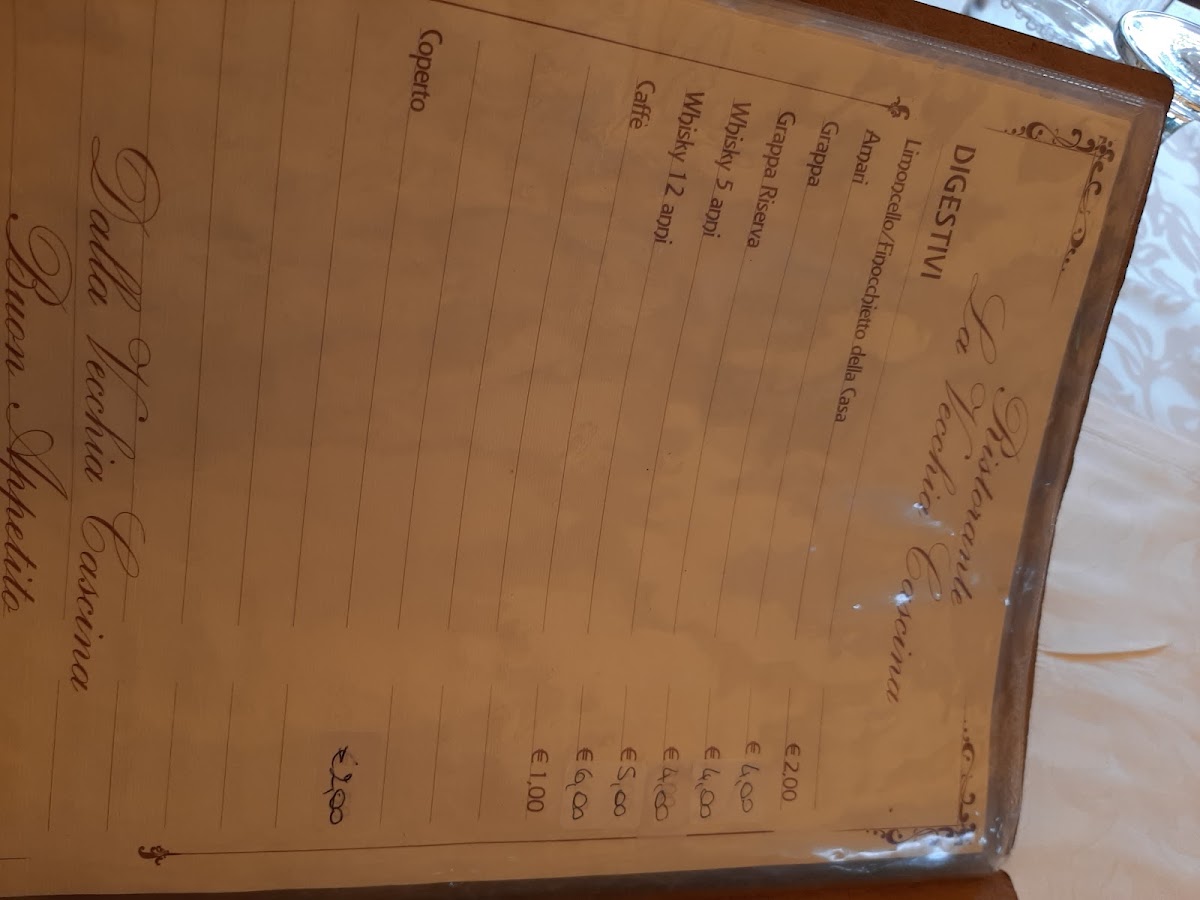 Ristorante
La Vecchia Cascina
DIGESTIVI
Limoncello/Finocchietto della Casa € 2,00
Amari € 4,00
Grappa € 4,00
Grappa Riserva € 4,00
Whisky 5 anni € 5,00
Whisky 12 anni € 6,00
Caffè € 1,00
Coperto € 2,00
Dalla Vecchia Cascina
Buon Appetito